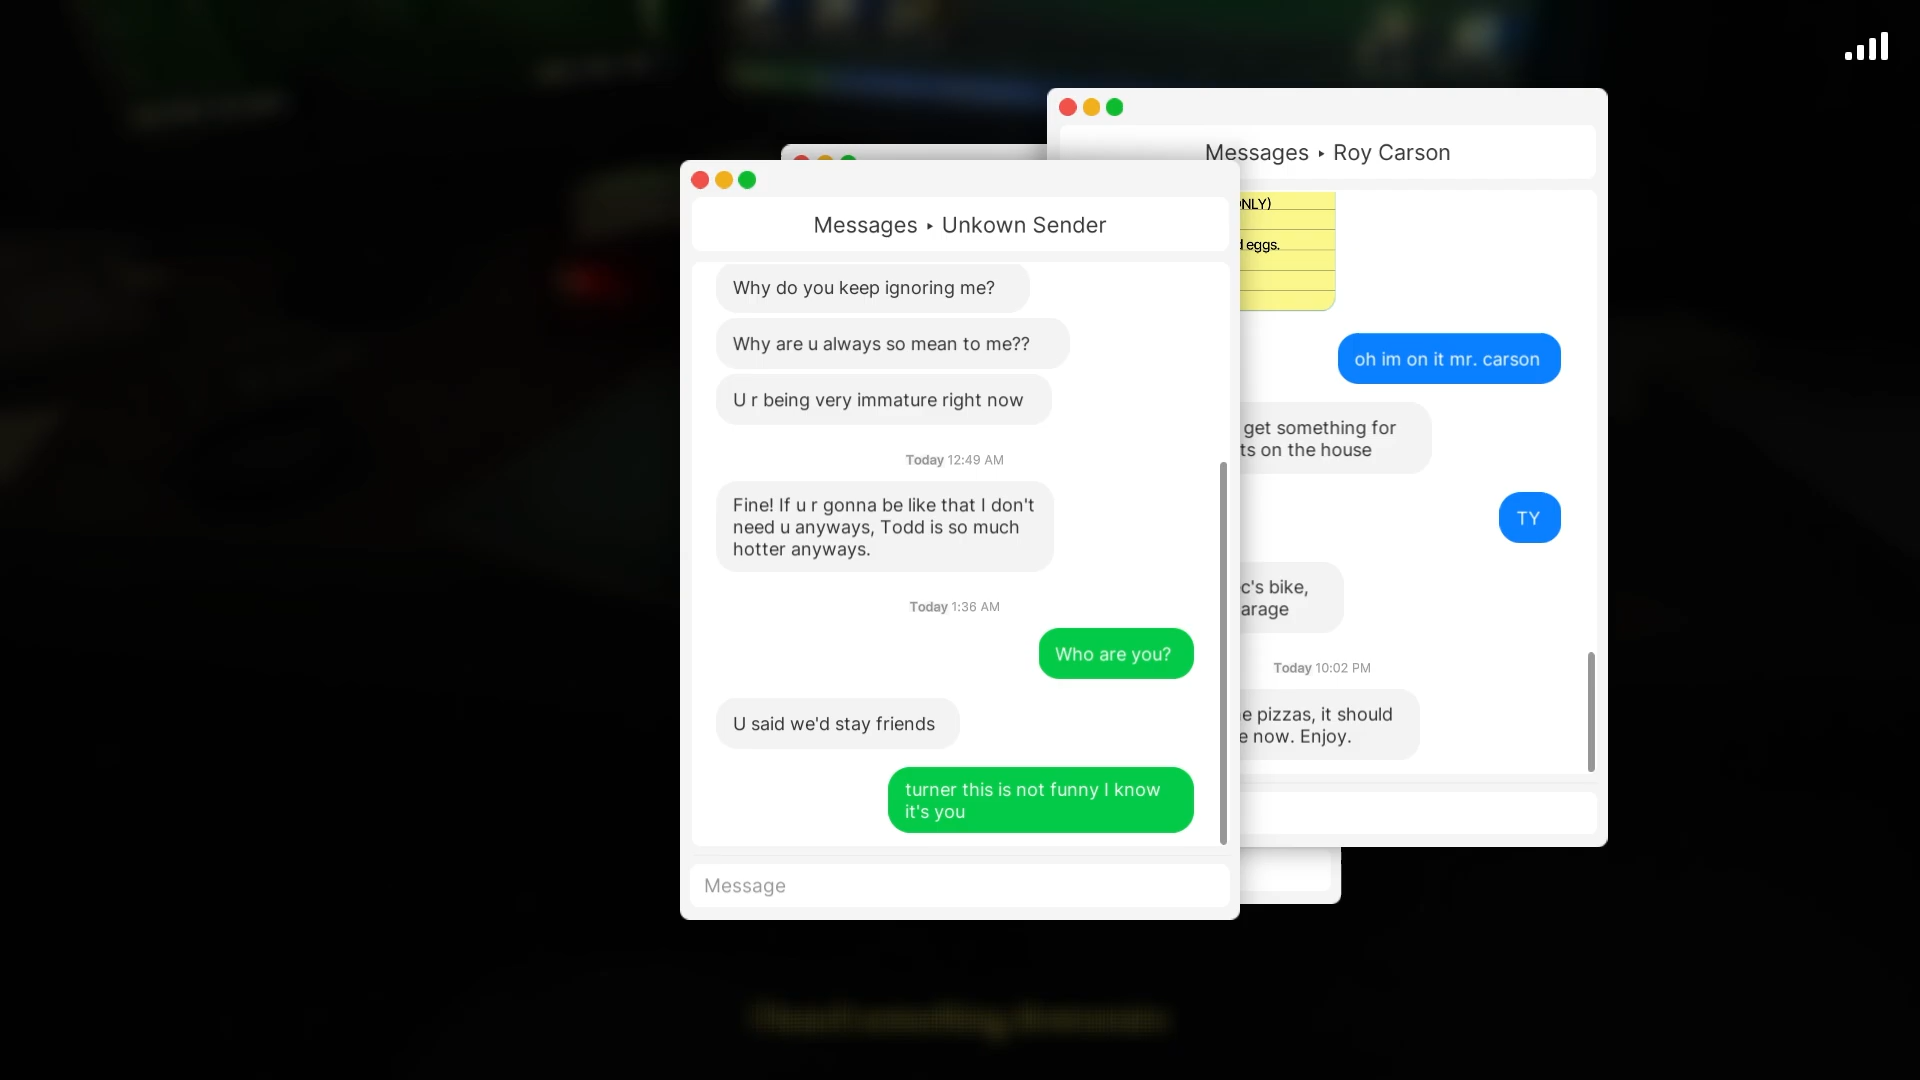 Messages ▸ Roy Carson
ONLY)
d eggs.
oh im on it mr. carson
get something for
ts on the house
TY
c's bike,
arage
Today 10:02 PM
e pizzas, it should
e now. Enjoy.
Messages ▸ Unkown Sender
Why do you keep ignoring me?
Why are u always so mean to me??
U r being very immature right now
Today 12:49 AM
Fine! If u r gonna be like that I don't
need u anyways, Todd is so much
hotter anyways.
Today 1:36 AM
Who are you?
U said we'd stay friends
turner this is not funny I know
it's you
Message